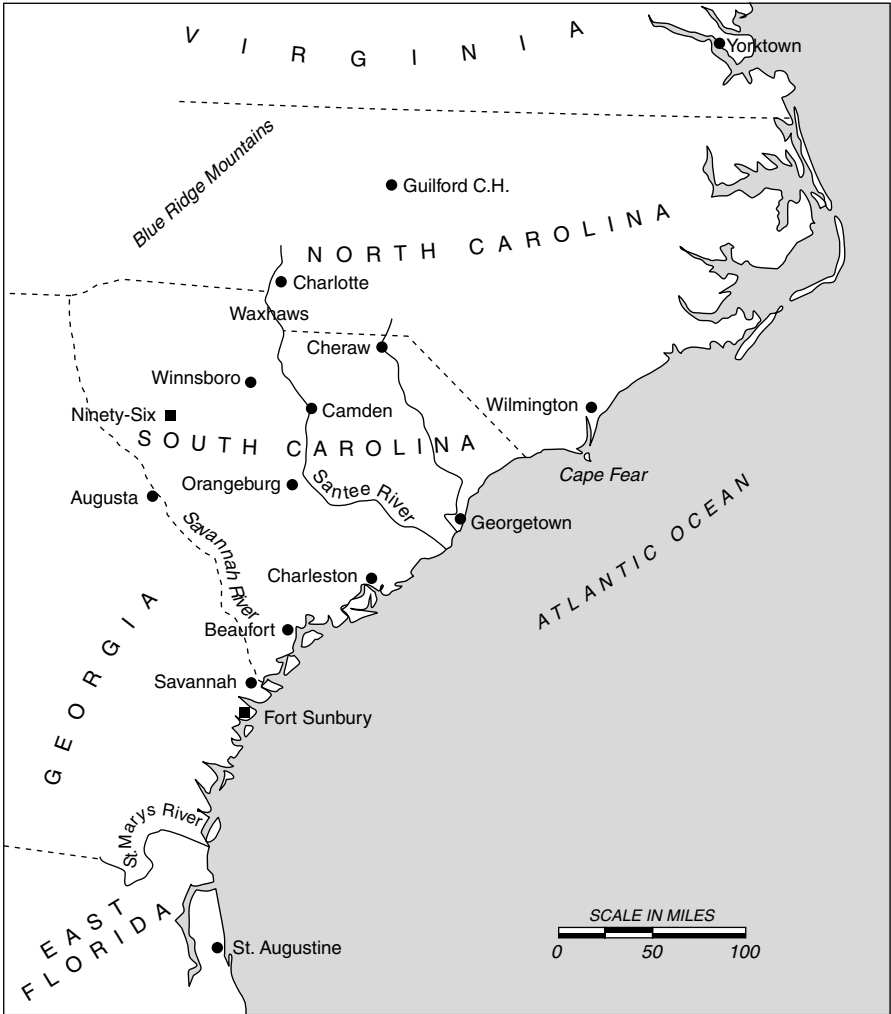 VIRGINIA
Yorktown
Blue Ridge Mountains
Guilford C.H.
NORTH CAROLINA
Charlotte
Waxhaws
Cheraw
Winnsboro
Wilmington
Ninety-Six
Camden
SOUTH CAROLINA
Cape Fear
Augusta
Orangeburg
Santee River
Georgetown
Savannah River
ATLANTIC OCEAN
Charleston
GEORGIA
Beaufort
Savannah
Fort Sunbury
St. Marys River
EAST
FLORIDA
St. Augustine
SCALE IN MILES
0 50 100